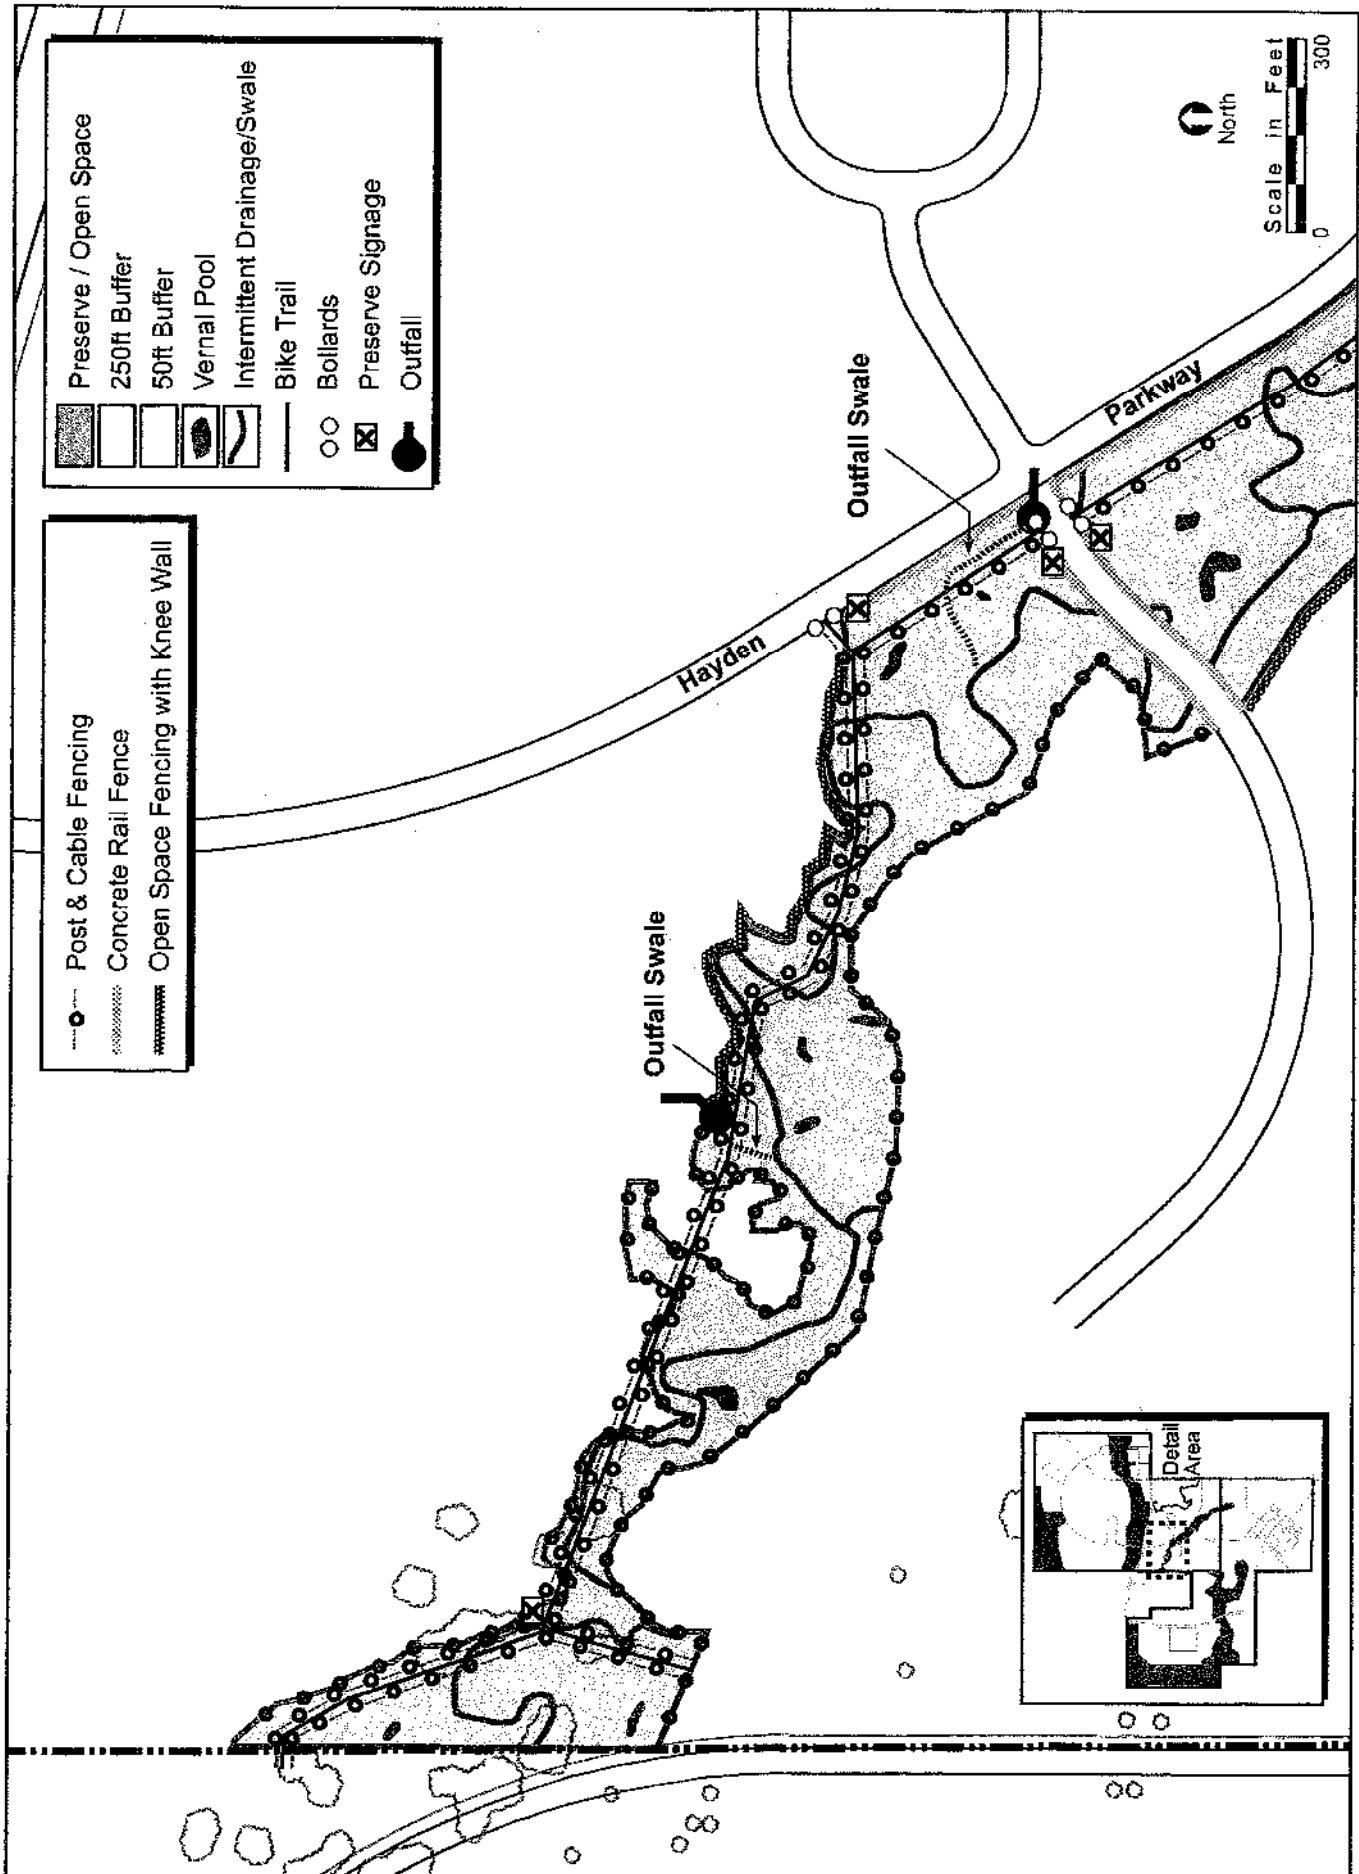 Post & Cable Fencing
Concrete Rail Fence
Open Space Fencing with Knee Wall
Preserve / Open Space
250ft Buffer
50ft Buffer
Vernal Pool
Intermittent Drainage/Swale
Bike Trail
Bollards
Preserve Signage
Outfall
Hayden
Parkway
Outfall Swale
Outfall Swale
Detail
Area
North
Scale in Feet
0 300